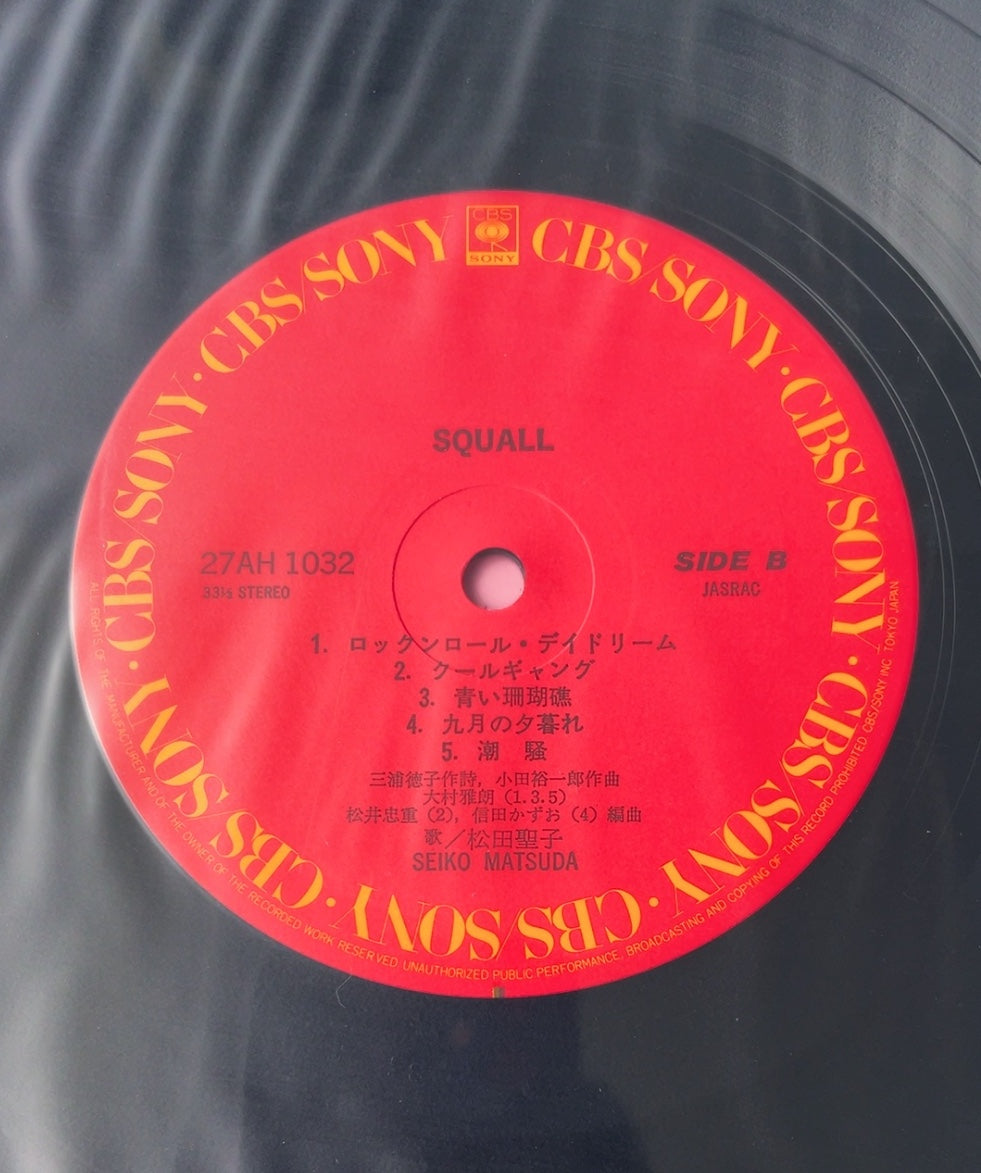 CBS
SONY
CBS/SONY · CBS/SONY · CBS/SONY · CBS/SONY · CBS/SONY · CBS/SONY · CBS/SONY · CBS/SONY
SQUALL
27AH 1032
SIDE B
33⅓ STEREO
JASRAC
1. ロックンロール・デイドリーム
2. クールギャング
3. 青い珊瑚礁
4. 九月の夕暮れ
5. 潮 騒
三浦徳子作詩, 小田裕一郎作曲
大村雅朗 (1.3.5)
松井忠重 (2), 信田かずお (4) 編曲
歌/松田聖子
SEIKO MATSUDA
ALL RIGHTS OF THE MANUFACTURER AND OF THE OWNER OF THE RECORDED WORK RESERVED UNAUTHORIZED PUBLIC PERFORMANCE, BROADCASTING AND COPYING OF THIS RECORD PROHIBITED CBS/SONY INC TOKYO JAPAN